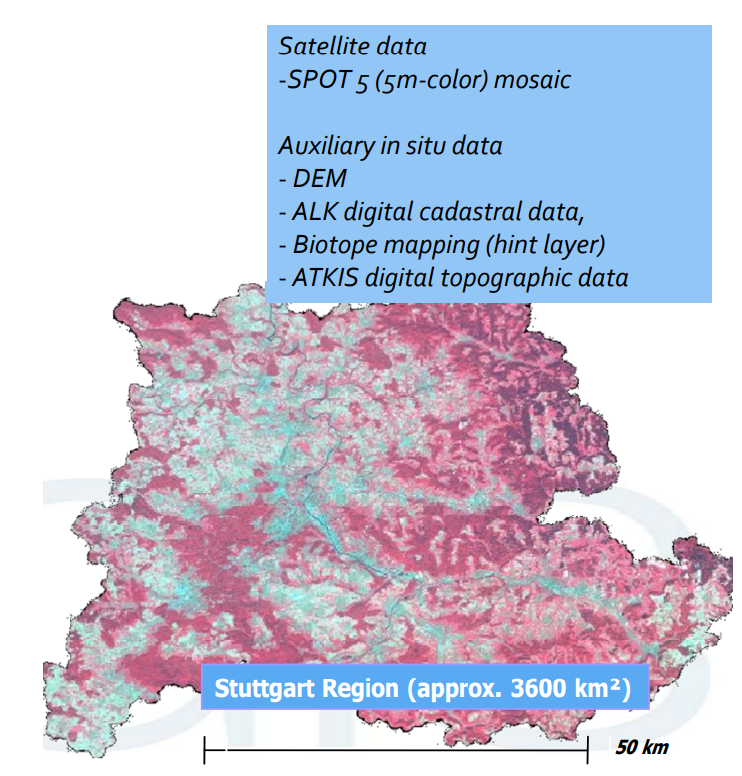 Satellite data
-SPOT 5 (5m-color) mosaic
Auxiliary in situ data
- DEM
- ALK digital cadastral data,
- Biotope mapping (hint layer)
- ATKIS digital topographic data
Stuttgart Region (approx. 3600 km²)
50 km